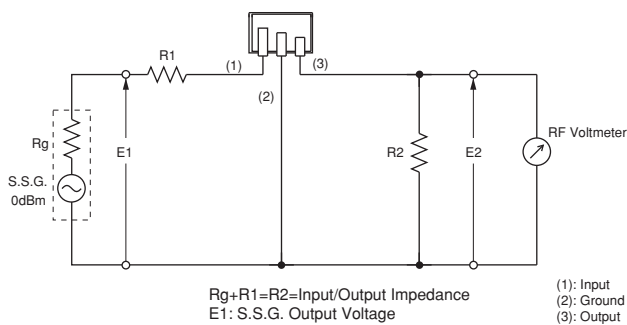 R1
(1)
(3)
(2)
Rg
E1
R2
E2
RF Voltmeter
S.S.G.
0dBm
Rg+R1=R2=Input/Output Impedance
E1: S.S.G. Output Voltage
(1): Input
(2): Ground
(3): Output